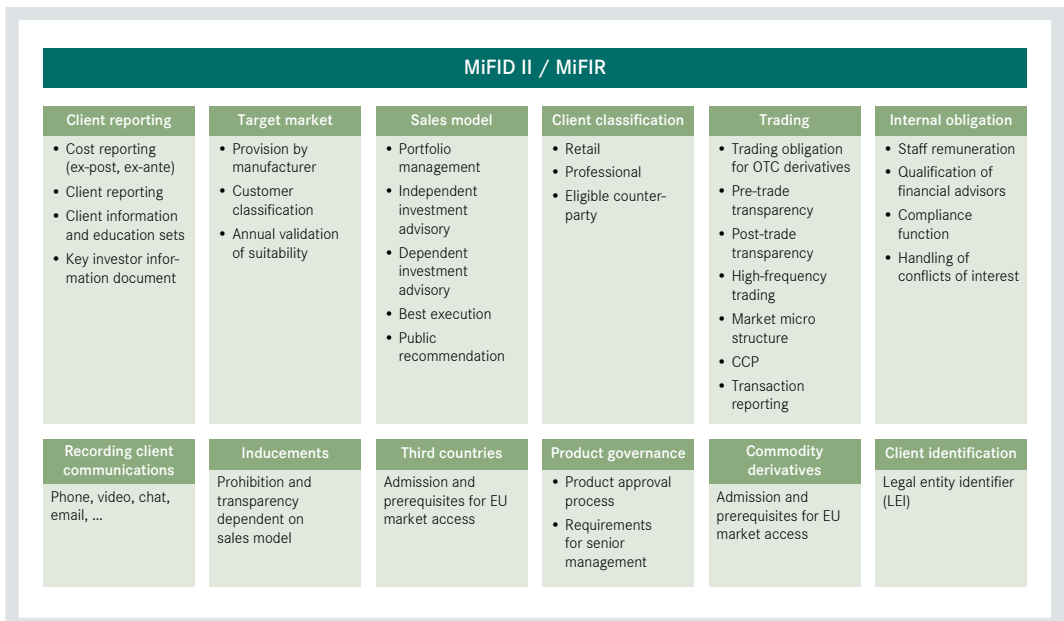 MiFID II / MiFIR
Client reporting
• Cost reporting
(ex-post, ex-ante)
• Client reporting
• Client information
and education sets
• Key investor infor-
mation document
Target market
• Provision by
manufacturer
• Customer
classification
• Annual validation
of suitability
Sales model
• Portfolio
management
• Independent
investment
advisory
• Dependent
investment
advisory
• Best execution
• Public
recommendation
Client classification
• Retail
• Professional
• Eligible counter-
party
Trading
• Trading obligation
for OTC derivatives
• Pre-trade
transparency
• Post-trade
transparency
• High-frequency
trading
• Market micro
structure
• CCP
• Transaction
reporting
Internal obligation
• Staff remuneration
• Qualification of
financial advisors
• Compliance
function
• Handling of
conflicts of interest
Recording client
communications
Phone, video, chat,
email, ...
Inducements
Prohibition and
transparency
dependent on
sales model
Third countries
Admission and
prerequisites for EU
market access
Product governance
• Product approval
process
• Requirements
for senior
management
Commodity
derivatives
Admission and
prerequisites for EU
market access
Client identification
Legal entity identifier
(LEI)